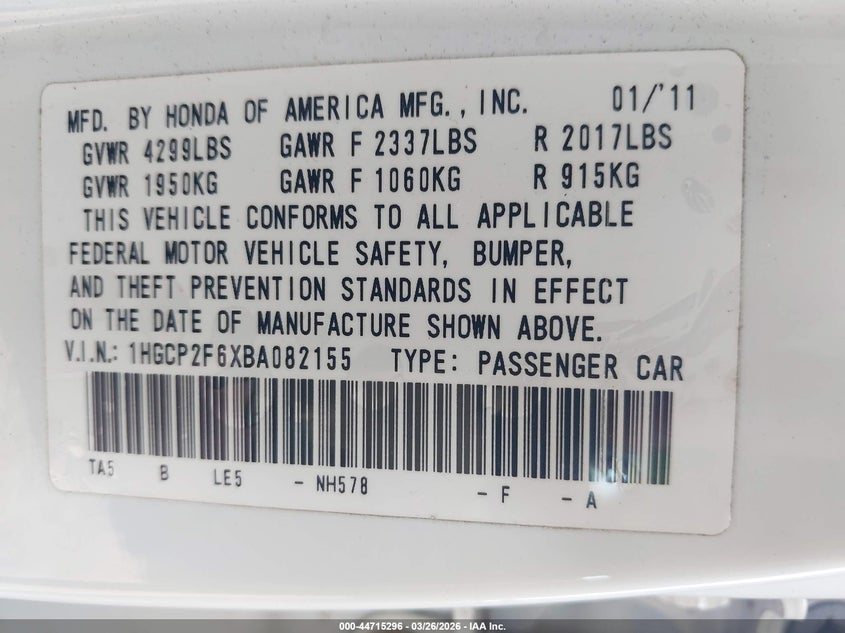 MFD. BY HONDA OF AMERICA MFG., INC. 01/'11
GVWR 4299LBS GAWR F 2337LBS R 2017LBS
GVWR 1950KG GAWR F 1060KG R 915KG
THIS VEHICLE CONFORMS TO ALL APPLICABLE
FEDERAL MOTOR VEHICLE SAFETY, BUMPER,
AND THEFT PREVENTION STANDARDS IN EFFECT
ON THE DATE OF MANUFACTURE SHOWN ABOVE.
V.I.N.: 1HGCP2F6XBA082155 TYPE: PASSENGER CAR
TA5 B LE5 - NH578 - F - A
000-44715296 - 03/26/2026 - IAA Inc.